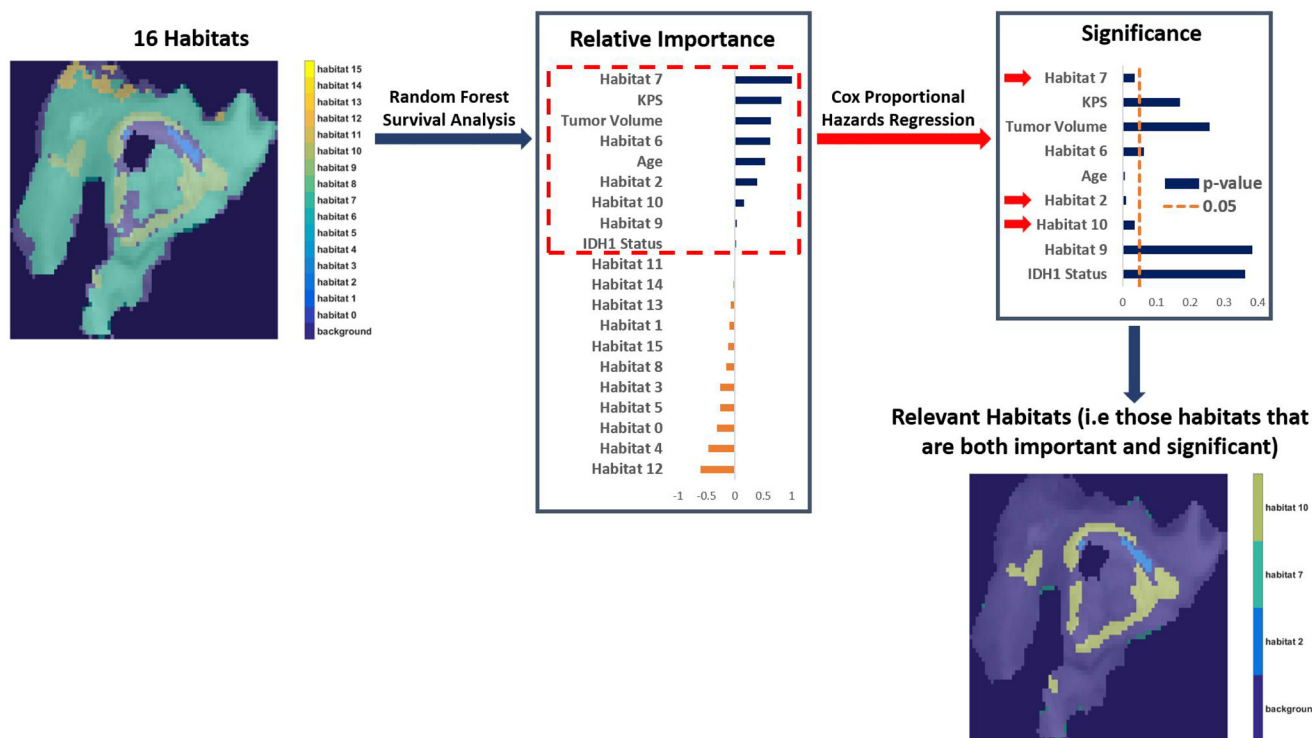 16 Habitats
habitat 15
habitat 14
habitat 13
habitat 12
habitat 11
habitat 10
habitat 9
habitat 8
habitat 7
habitat 6
habitat 5
habitat 4
habitat 3
habitat 2
habitat 1
habitat 0
background
Random Forest
Survival Analysis
Relative Importance
Habitat 7
KPS
Tumor Volume
Habitat 6
Age
Habitat 2
Habitat 10
Habitat 9
IDH1 Status
Habitat 11
Habitat 14
Habitat 13
Habitat 1
Habitat 15
Habitat 8
Habitat 3
Habitat 5
Habitat 0
Habitat 4
Habitat 12
-1 -0.5 0 0.5 1
Cox Proportional
Hazards Regression
Significance
Habitat 7
KPS
Tumor Volume
Habitat 6
Age
Habitat 2
Habitat 10
Habitat 9
IDH1 Status
p-value
0.05
0 0.1 0.2 0.3 0.4
Relevant Habitats (i.e those habitats that
are both important and significant)
habitat 10
habitat 7
habitat 2
backgroun